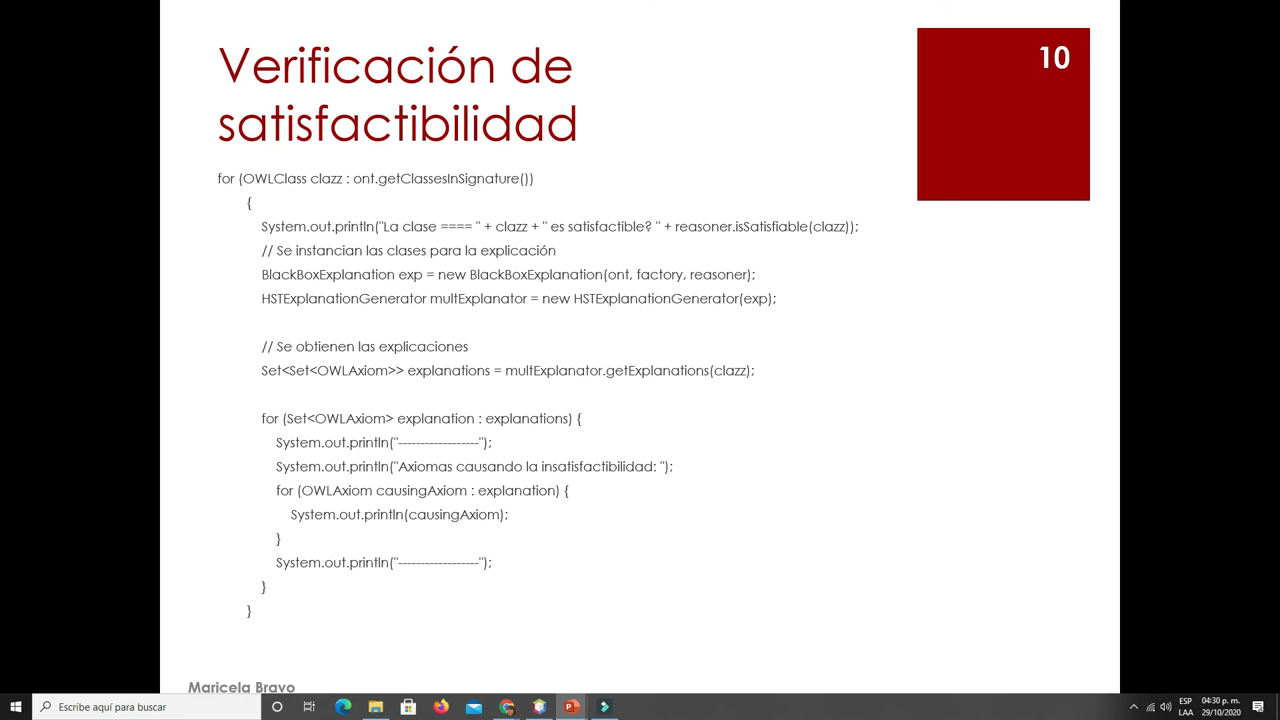 Verificación de
satisfactibilidad
10
for (OWLClass clazz : ont.getClassesInSignature())
{
System.out.println("La clase ==== " + clazz + " es satisfactible? " + reasoner.isSatisfiable(clazz));
// Se instancian las clases para la explicación
BlackBoxExplanation exp = new BlackBoxExplanation(ont, factory, reasoner);
HSTExplanationGenerator multExplanator = new HSTExplanationGenerator(exp);
// Se obtienen las explicaciones
Set<Set<OWLAxiom>> explanations = multExplanator.getExplanations(clazz);
for (Set<OWLAxiom> explanation : explanations) {
System.out.println("------------------");
System.out.println("Axiomas causando la insatisfactibilidad: ");
for (OWLAxiom causingAxiom : explanation) {
System.out.println(causingAxiom);
}
System.out.println("------------------");
}
}
Maricela Bravo
Escribe aquí para buscar
ESP
LAA
04:30 p. m.
29/10/2020